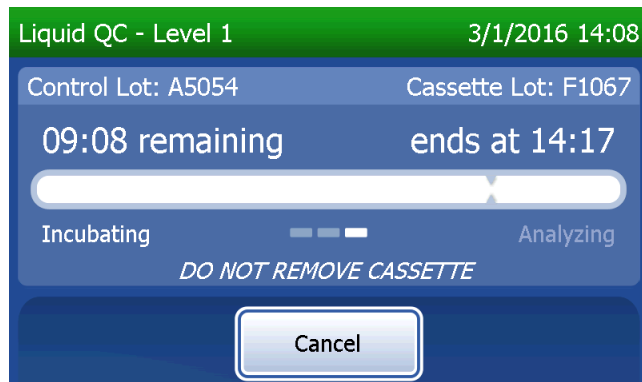 Liquid QC - Level 1 3/1/2016 14:08
Control Lot: A5054 Cassette Lot: F1067
09:08 remaining ends at 14:17
Incubating Analyzing
DO NOT REMOVE CASSETTE
Cancel